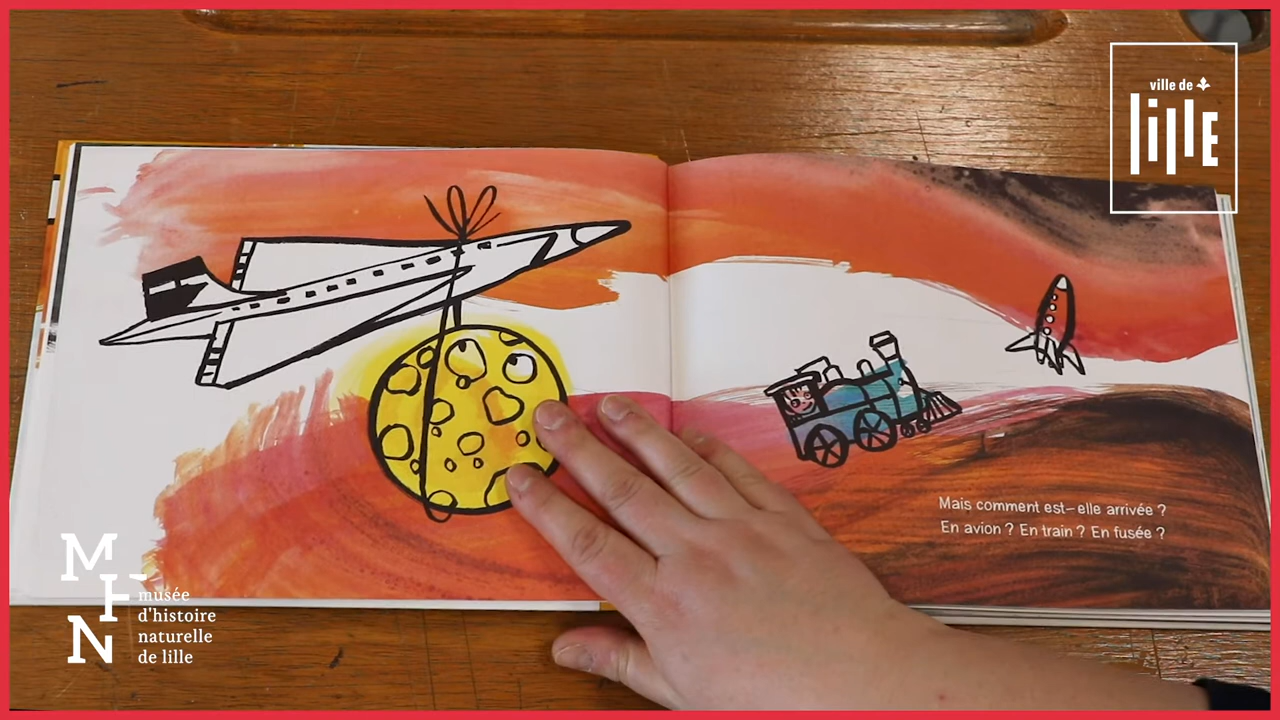 ville de
lillE
Mais comment est-elle arrivée ?
En avion ? En train ? En fusée ?
MHN
musée
d'histoire
naturelle
de lille